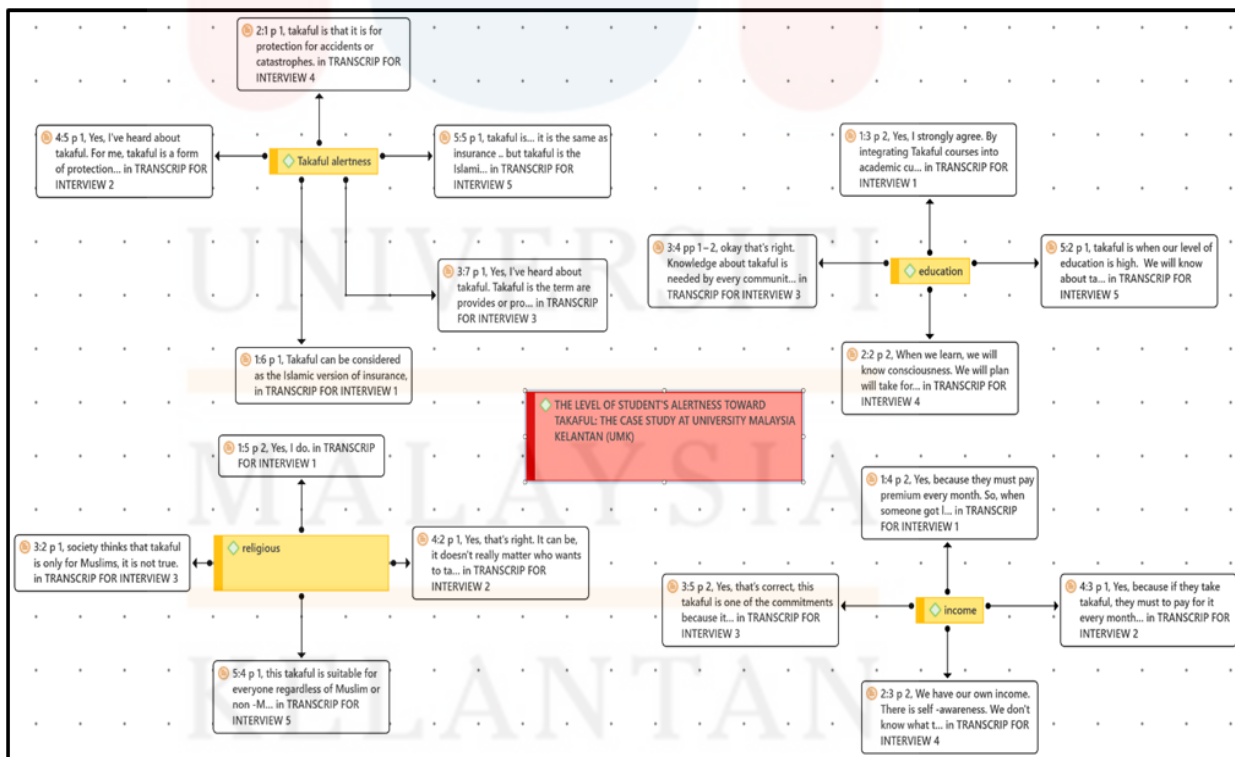 2:1 p 1, takaful is that it is for
protection for accidents or
catastrophes. in TRANSCRIP FOR
INTERVIEW 4
4:5 p 1, Yes, I've heard about
takaful. For me, takaful is a form
of protection... in TRANSCRIP FOR
INTERVIEW 2
Takaful alertness
5:5 p 1, takaful is... it is the same as
insurance .. but takaful is the
Islami... in TRANSCRIP FOR
INTERVIEW 5
3:7 p 1, Yes, I've heard about
takaful. Takaful is the term are
provides or pro... in TRANSCRIP
FOR INTERVIEW 3
1:6 p 1, Takaful can be considered
as the Islamic version of insurance,
in TRANSCRIP FOR INTERVIEW 1
1:3 p 2, Yes, I strongly agree. By
integrating Takaful courses into
academic cu... in TRANSCRIP FOR
INTERVIEW 1
3:4 pp 1 – 2, okay that's right.
Knowledge about takaful is
needed by every communit... in
TRANSCRIP FOR INTERVIEW 3
education
5:2 p 1, takaful is when our level of
education is high. We will know
about ta... in TRANSCRIP FOR
INTERVIEW 5
2:2 p 2, When we learn, we will
know consciousness. We will plan
will take for... in TRANSCRIP FOR
INTERVIEW 4
THE LEVEL OF STUDENT'S ALERTNESS TOWARD
TAKAFUL: THE CASE STUDY AT UNIVERSITY MALAYSIA
KELANTAN (UMK)
1:5 p 2, Yes, I do. in TRANSCRIP
FOR INTERVIEW 1
3:2 p 1, society thinks that takaful
is only for Muslims, it is not true.
in TRANSCRIP FOR INTERVIEW 3
religious
4:2 p 1, Yes, that's right. It can be,
it doesn't really matter who wants
to ta... in TRANSCRIP FOR
INTERVIEW 2
5:4 p 1, this takaful is suitable for
everyone regardless of Muslim or
non -M... in TRANSCRIP FOR
INTERVIEW 5
1:4 p 2, Yes, because they must pay
premium every month. So, when
someone got l... in TRANSCRIP FOR
INTERVIEW 1
3:5 p 2, Yes, that's correct, this
takaful is one of the commitments
because it... in TRANSCRIP FOR
INTERVIEW 3
income
4:3 p 1, Yes, because if they take
takaful, they must to pay for it
every month... in TRANSCRIP FOR
INTERVIEW 2
2:3 p 2, We have our own income.
There is self -awareness. We don't
know what t... in TRANSCRIP FOR
INTERVIEW 4
UNIVERSITI
MALAYSIA
KELANTAN